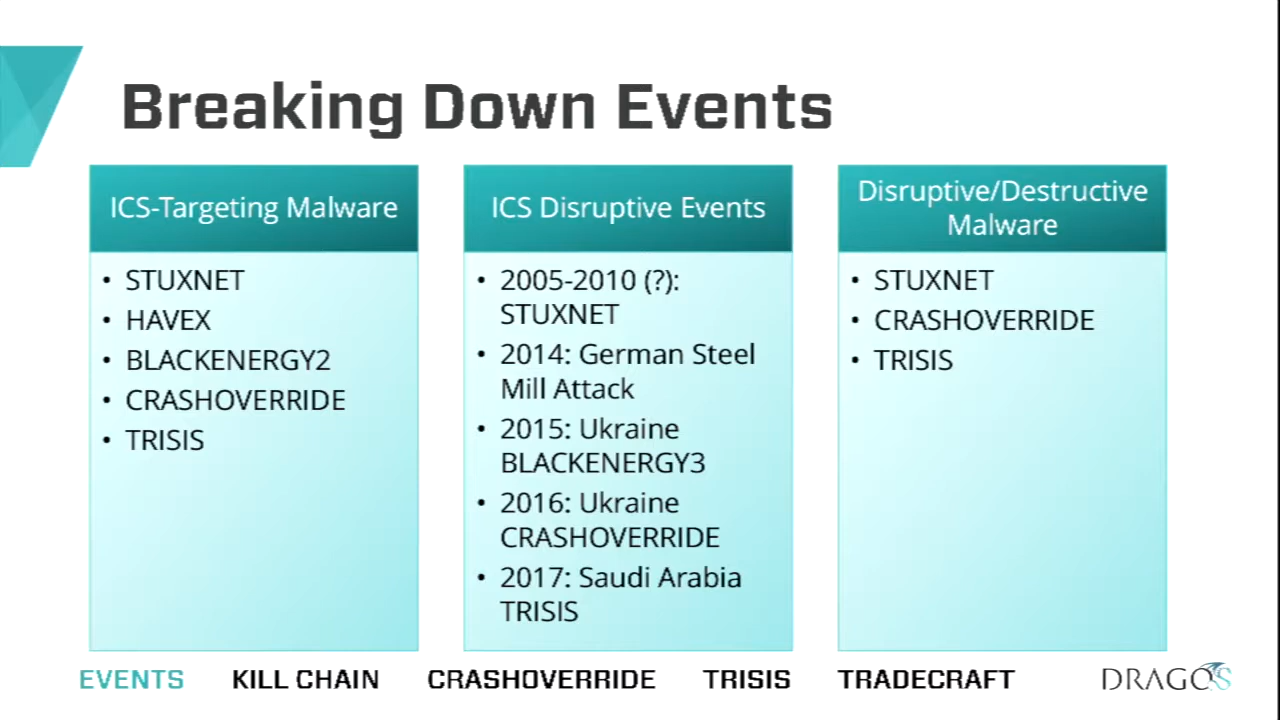 Breaking Down Events
ICS-Targeting Malware
• STUXNET
• HAVEX
• BLACKENERGY2
• CRASHOVERRIDE
• TRISIS
ICS Disruptive Events
• 2005-2010 (?):
STUXNET
• 2014: German Steel
Mill Attack
• 2015: Ukraine
BLACKENERGY3
• 2016: Ukraine
CRASHOVERRIDE
• 2017: Saudi Arabia
TRISIS
Disruptive/Destructive
Malware
• STUXNET
• CRASHOVERRIDE
• TRISIS
EVENTS KILL CHAIN CRASHOVERRIDE TRISIS TRADECRAFT DRAGOS